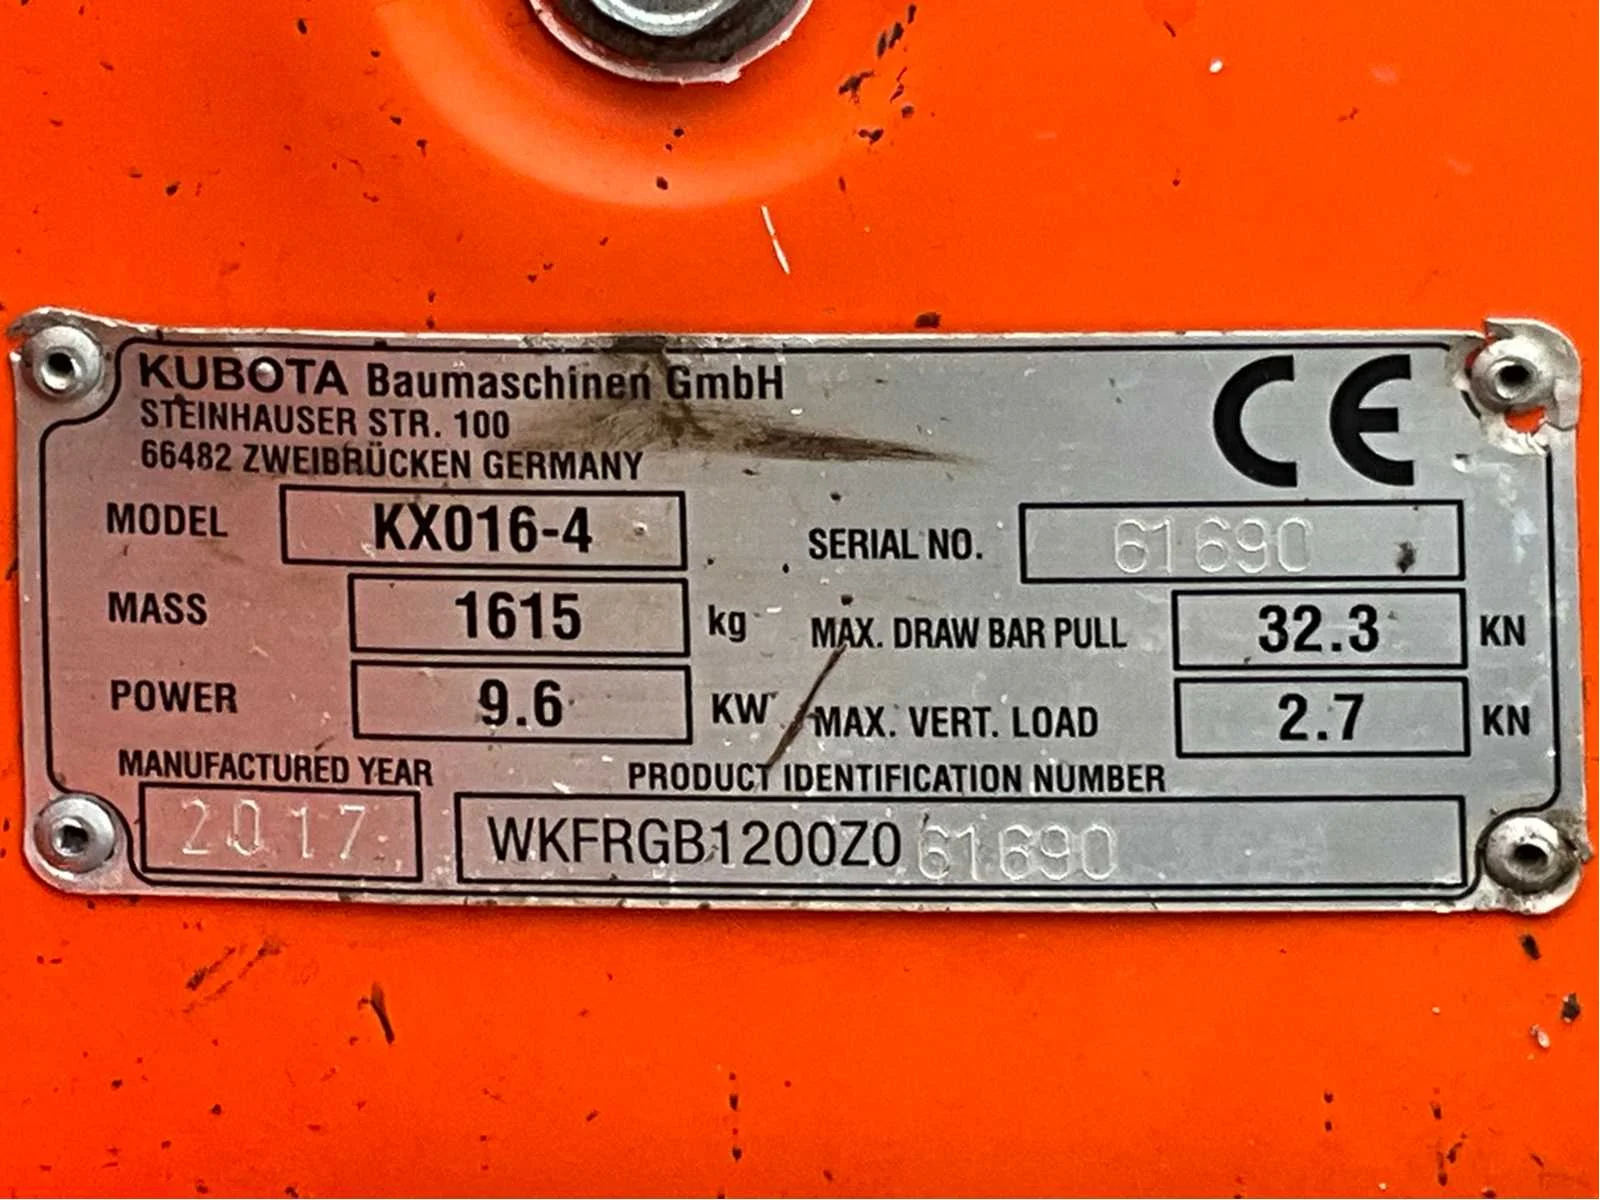 KUBOTA Baumaschinen GmbH
STEINHAUSER STR. 100
66482 ZWEIBRÜCKEN GERMANY
CE
MODEL KX016-4
SERIAL NO. 61690
MASS 1615 kg
MAX. DRAW BAR PULL 32.3 KN
POWER 9.6 KW
MAX. VERT. LOAD 2.7 KN
MANUFACTURED YEAR
PRODUCT IDENTIFICATION NUMBER
2017
WKFRGB1200Z061690